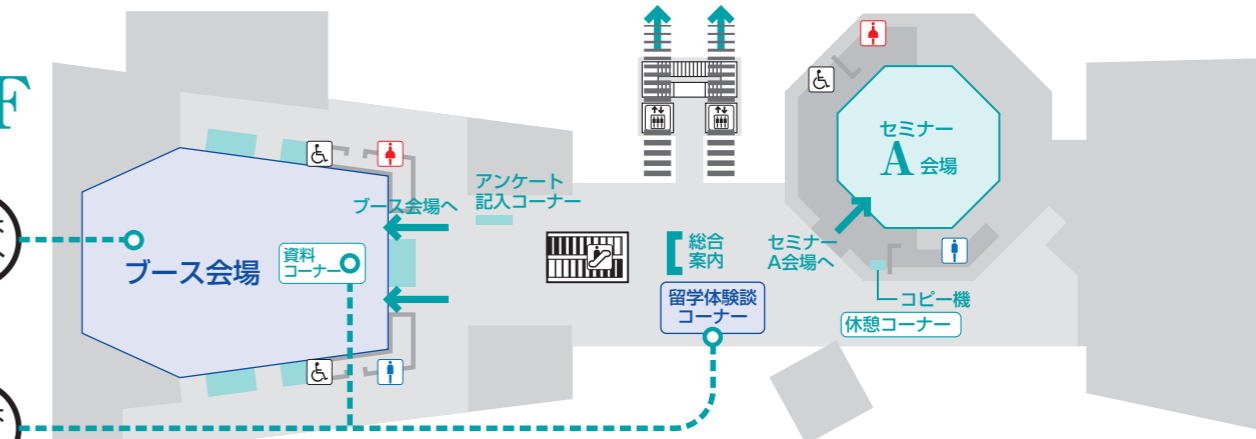 F
セミナー
A 会場
アンケート
記入コーナー
ブース会場へ
総合
案内
セミナー
A会場へ
資料
コーナー
ブース会場
留学体験談
コーナー
コピー機
休憩コーナー